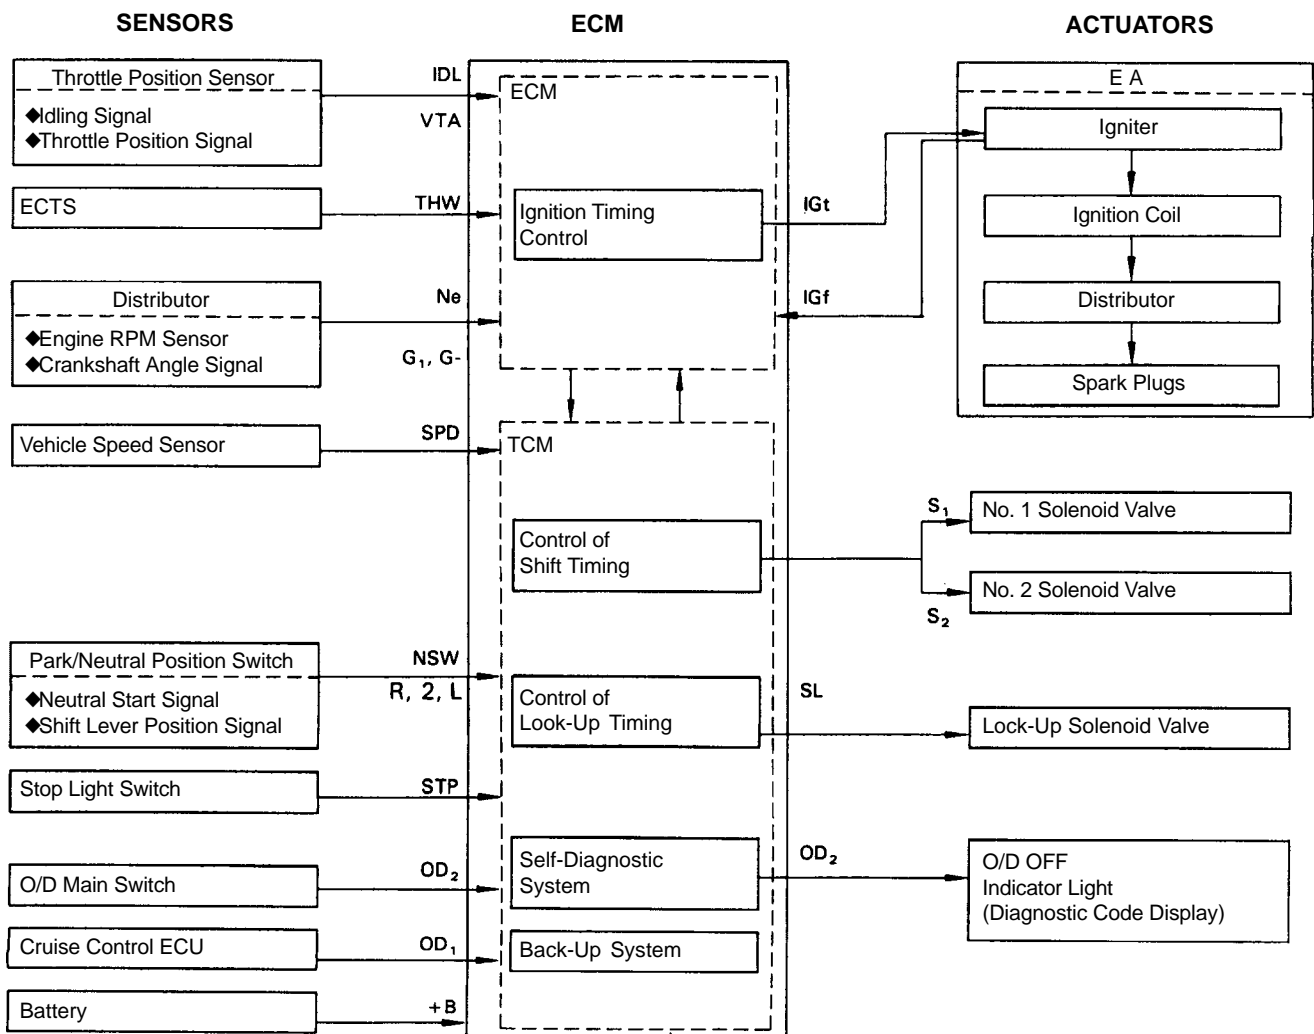 SENSORS
ECM
ACTUATORS
Throttle Position Sensor
◆Idling Signal
◆Throttle Position Signal
IDL
VTA
ECTS
THW
Distributor
◆Engine RPM Sensor
◆Crankshaft Angle Signal
Ne
G₁, G-
Vehicle Speed Sensor
SPD
Park/Neutral Position Switch
◆Neutral Start Signal
◆Shift Lever Position Signal
NSW
R, 2, L
Stop Light Switch
STP
O/D Main Switch
OD₂
Cruise Control ECU
OD₁
Battery
+B
ECM
Ignition Timing
Control
TCM
Control of
Shift Timing
Control of
Look-Up Timing
Self-Diagnostic
System
Back-Up System
IGt
IGf
S₁
S₂
SL
OD₂
E A
Igniter
Ignition Coil
Distributor
Spark Plugs
No. 1 Solenoid Valve
No. 2 Solenoid Valve
Lock-Up Solenoid Valve
O/D OFF
Indicator Light
(Diagnostic Code Display)